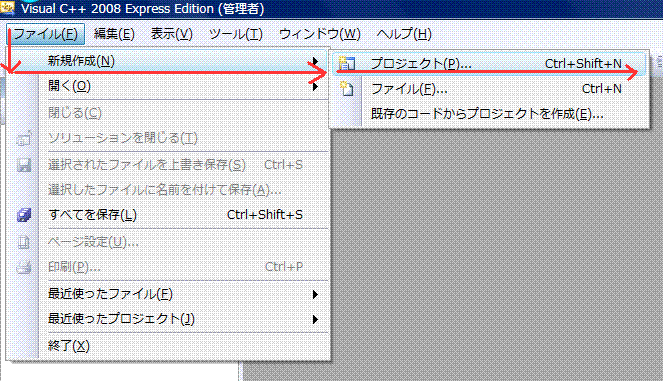 Visual C++ 2008 Express Edition (管理者)
ファイル(F) 編集(E) 表示(V) ツール(T) ウィンドウ(W) ヘルプ(H)
新規作成(N)
プロジェクト(P)... Ctrl+Shift+N
開く(O)
ファイル(F)... Ctrl+N
閉じる(C)
既存のコードからプロジェクトを作成(E)...
ソリューションを閉じる(T)
選択されたファイルを上書き保存(S) Ctrl+S
選択したファイルに名前を付けて保存(A)...
すべてを保存(L) Ctrl+Shift+S
ページ設定(U)...
印刷(P)... Ctrl+P
最近使ったファイル(F)
最近使ったプロジェクト(J)
終了(X)